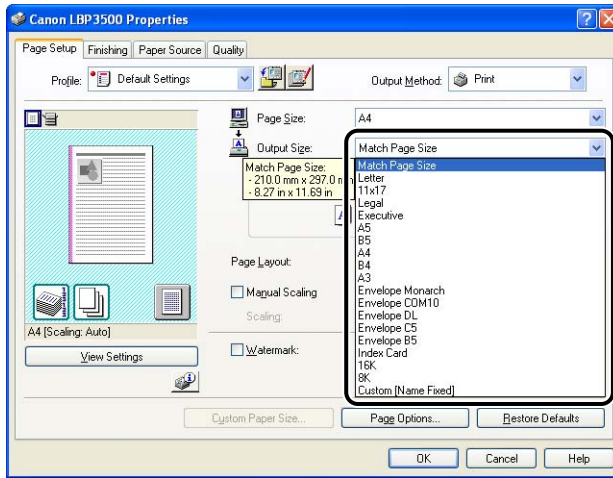 Canon LBP3500 Properties
Page Setup Finishing Paper Source Quality
Profile: Default Settings Output Method: Print
Page Size: A4
Output Size: Match Page Size
Match Page Size:
- 210.0 mm x 297.0 m
- 8.27 in x 11.69 in
A
Match Page Size
Letter
11x17
Legal
Executive
A5
B5
A4
B4
A3
Envelope Monarch
Envelope COM10
Envelope DL
Envelope C5
Envelope B5
Index Card
16K
8K
Custom [Name Fixed]
Page Layout:
Manual Scaling
Scaling:
Watermark:
A4 [Scaling: Auto]
View Settings
Custom Paper Size... Page Options... Restore Defaults
OK Cancel Help